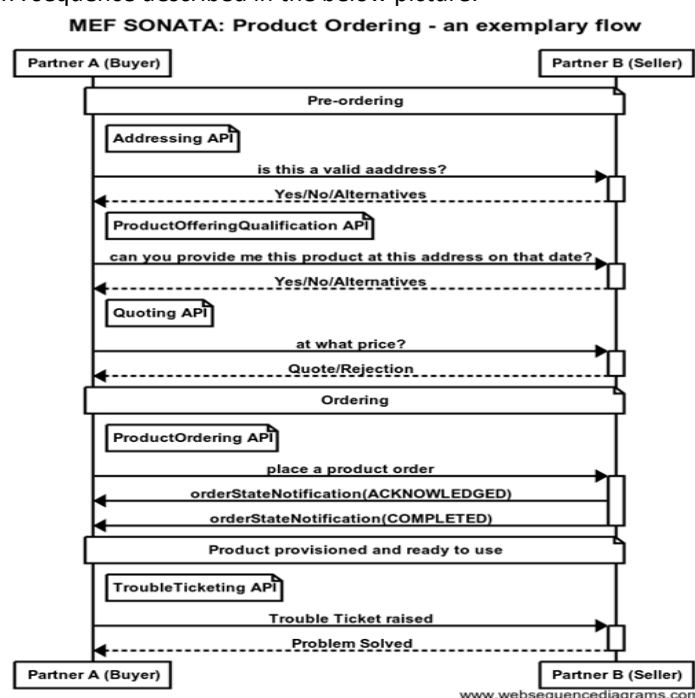 sequence described in the below picture.
MEF SONATA: Product Ordering - an exemplary flow
Partner A (Buyer) Partner B (Seller)
Pre-ordering
Addressing API
is this a valid aaddress?
Yes/No/Alternatives
ProductOfferingQualification API
can you provide me this product at this address on that date?
Yes/No/Alternatives
Quoting API
at what price?
Quote/Rejection
Ordering
ProductOrdering API
place a product order
orderStateNotification(ACKNOWLEDGED)
orderStateNotification(COMPLETED)
Product provisioned and ready to use
TroubleTicketing API
Trouble Ticket raised
Problem Solved
Partner A (Buyer) Partner B (Seller)
www.websequencediagrams.com